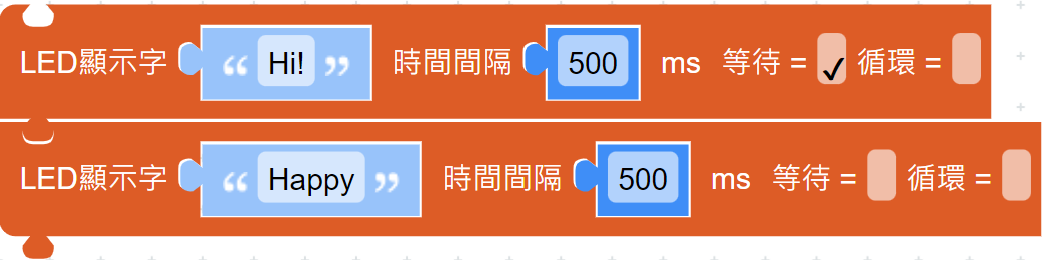 LED顯示字 “ Hi! ” 時間間隔 500 ms 等待 = ✓ 循環 =
LED顯示字 “ Happy ” 時間間隔 500 ms 等待 = 循環 =